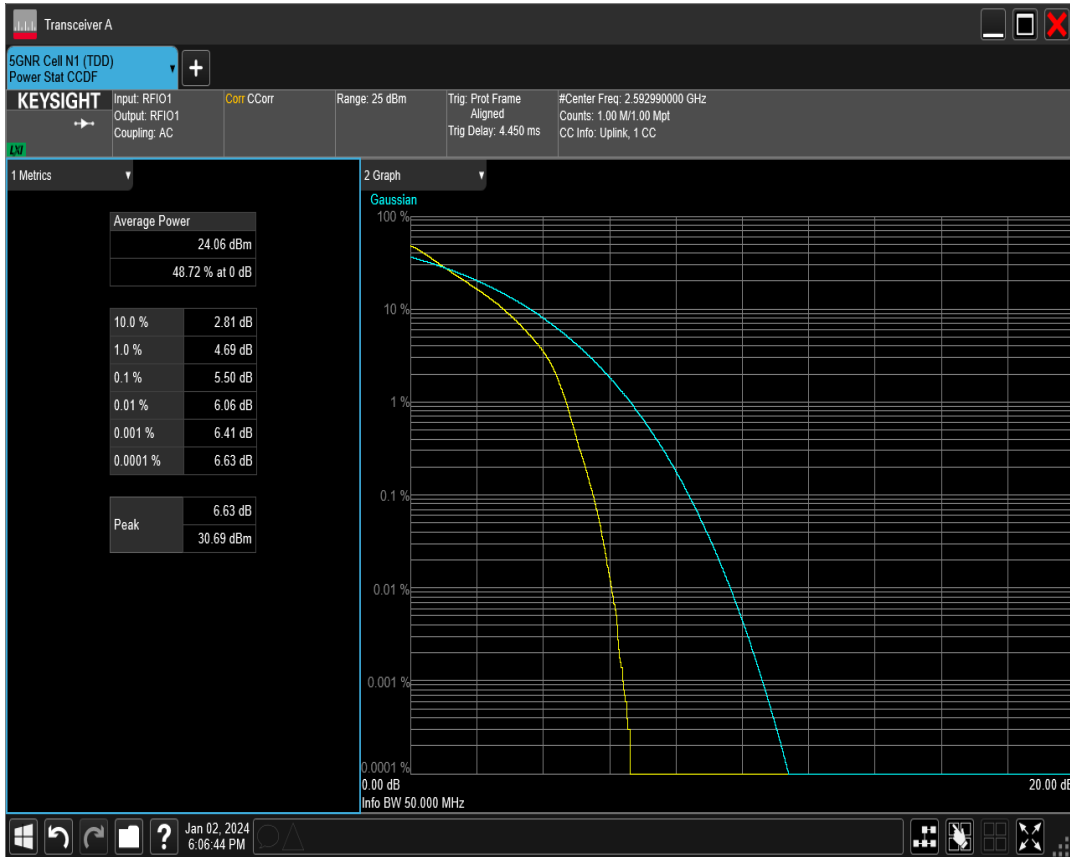 Transceiver A
5GNR Cell N1 (TDD)
Power Stat CCDF
+
KEYSIGHT
LXI
Input: RFIO1
Output: RFIO1
Coupling: AC
Corr CCorr
Range: 25 dBm
Trig: Prot Frame
Aligned
Trig Delay: 4.450 ms
#Center Freq: 2.592990000 GHz
Counts: 1.00 M/1.00 Mpt
CC Info: Uplink, 1 CC
1 Metrics
Average Power
24.06 dBm
48.72 % at 0 dB
10.0 % 2.81 dB
1.0 % 4.69 dB
0.1 % 5.50 dB
0.01 % 6.06 dB
0.001 % 6.41 dB
0.0001 % 6.63 dB
Peak
6.63 dB
30.69 dBm
2 Graph
Gaussian
100 %
10 %
1 %
0.1 %
0.01 %
0.001 %
0.0001 %
0.00 dB 20.00 dB
Info BW 50.000 MHz
?
Jan 02, 2024
6:06:44 PM